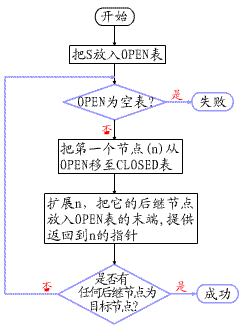 开始
把S放入OPEN表
OPEN为空表?
是
失败
否
把第一个节点(n)从
OPEN移至CLOSED表
扩展n，把它的后继节点
放入OPEN表的末端,提供
返回到n的指针
是否有
任何后继节点为
目标节点?
否
是
成功